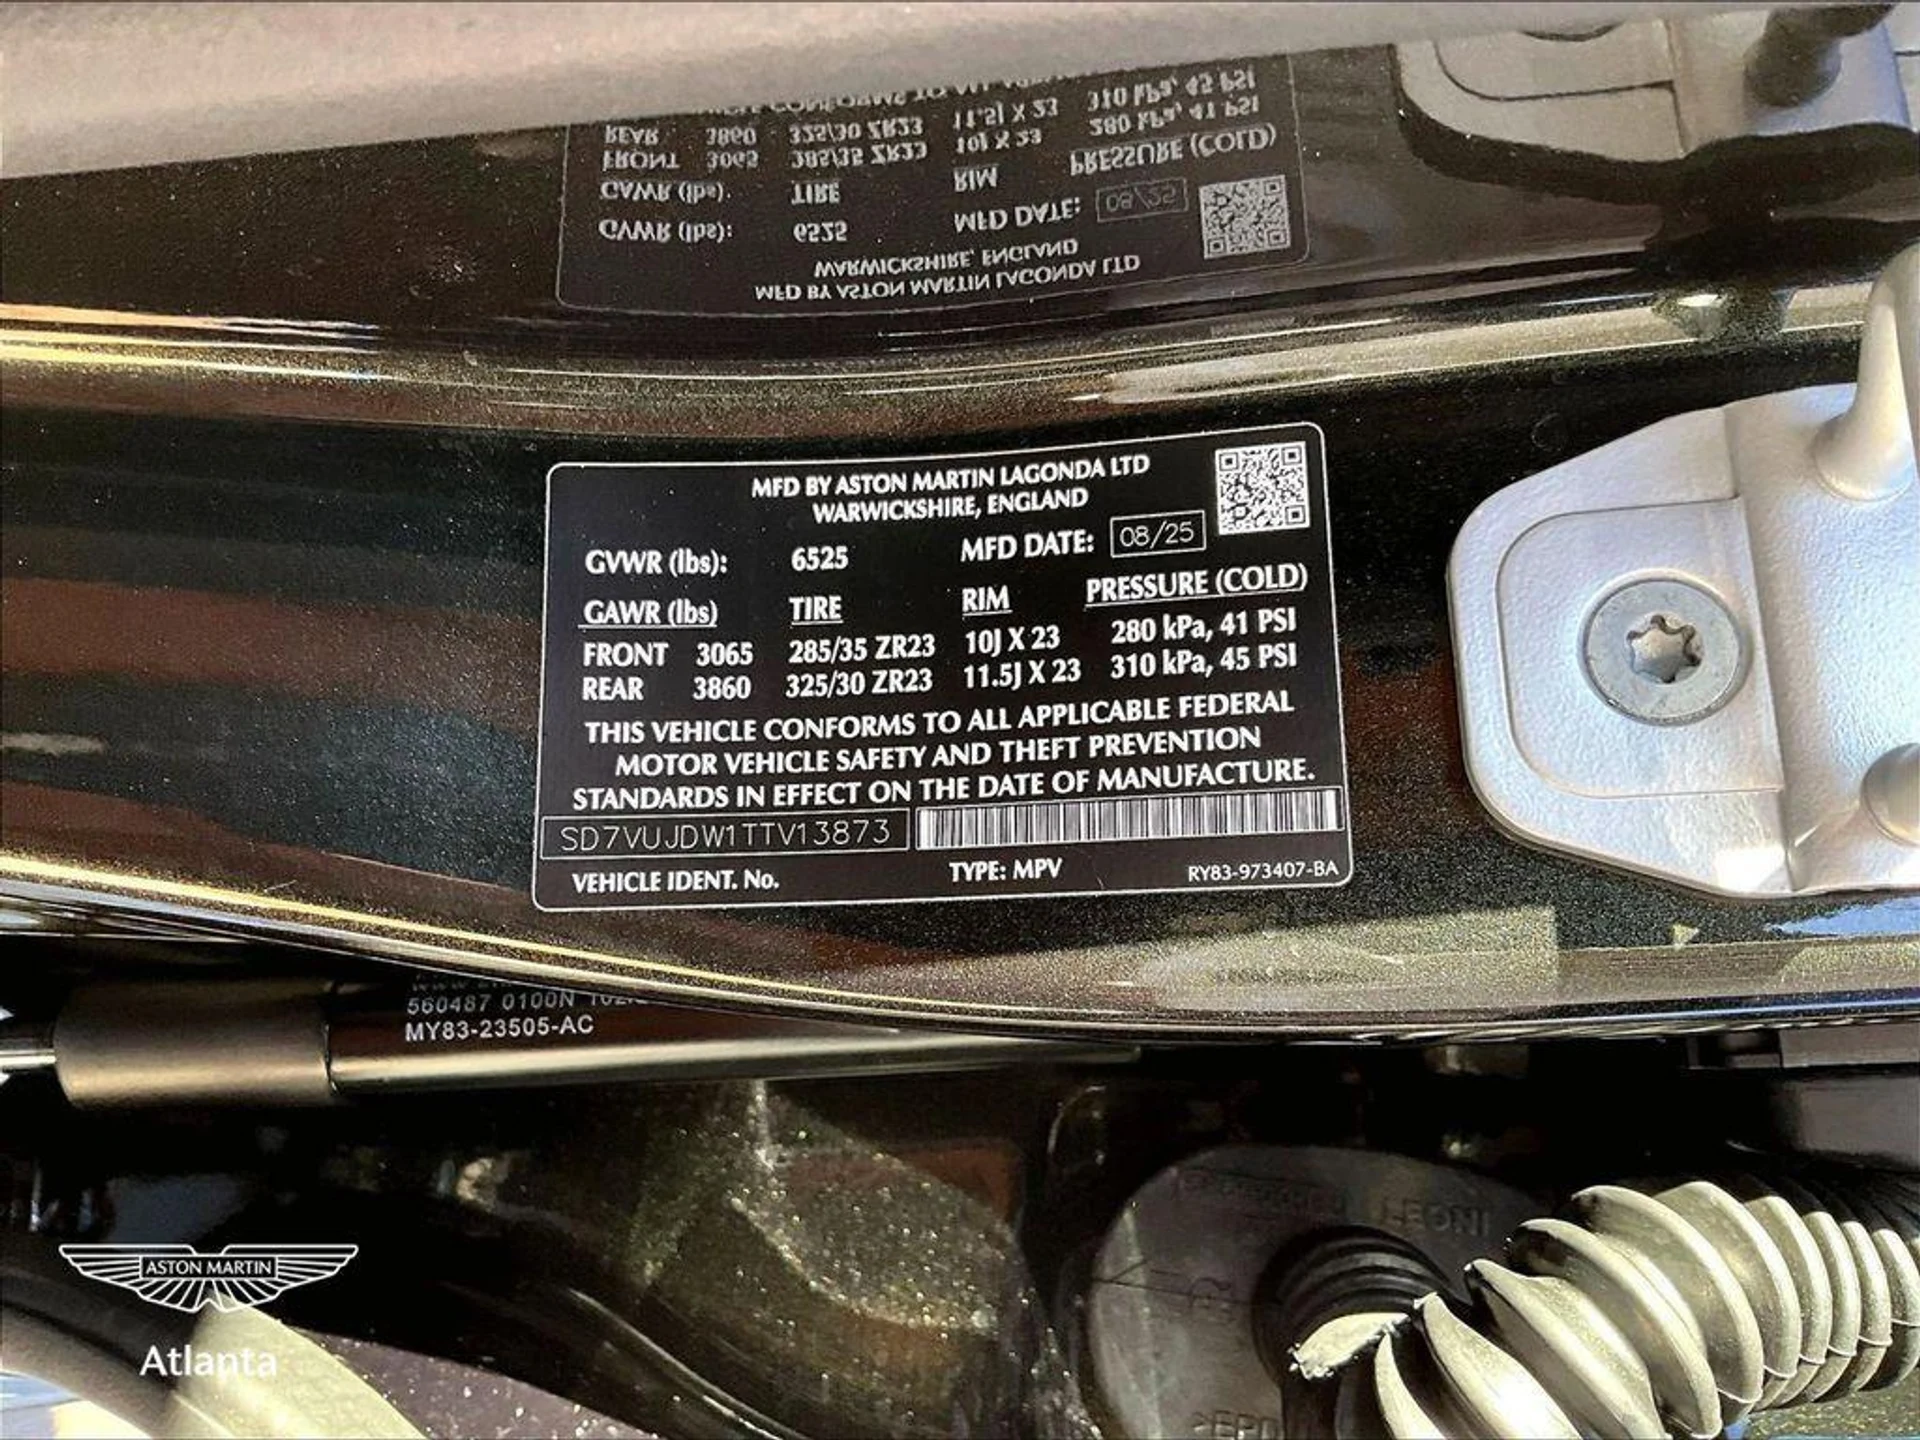 MFD BY ASTON MARTIN LAGONDA LTD
WARWICKSHIRE, ENGLAND
GVWR (lbs): 6525 MFD DATE: 08/25
GAWR (lbs) TIRE RIM PRESSURE (COLD)
FRONT 3065 285/35 ZR23 10J X 23 280 kPa, 41 PSI
REAR 3860 325/30 ZR23 11.5J X 23 310 kPa, 45 PSI
THIS VEHICLE CONFORMS TO ALL APPLICABLE FEDERAL
MOTOR VEHICLE SAFETY AND THEFT PREVENTION
STANDARDS IN EFFECT ON THE DATE OF MANUFACTURE.
SD7VUJDW1TTV13873
VEHICLE IDENT. No. TYPE: MPV RY83-973407-BA
560487 0100N
MY83-23505-AC
LEONI
ASTON MARTIN
Atlanta